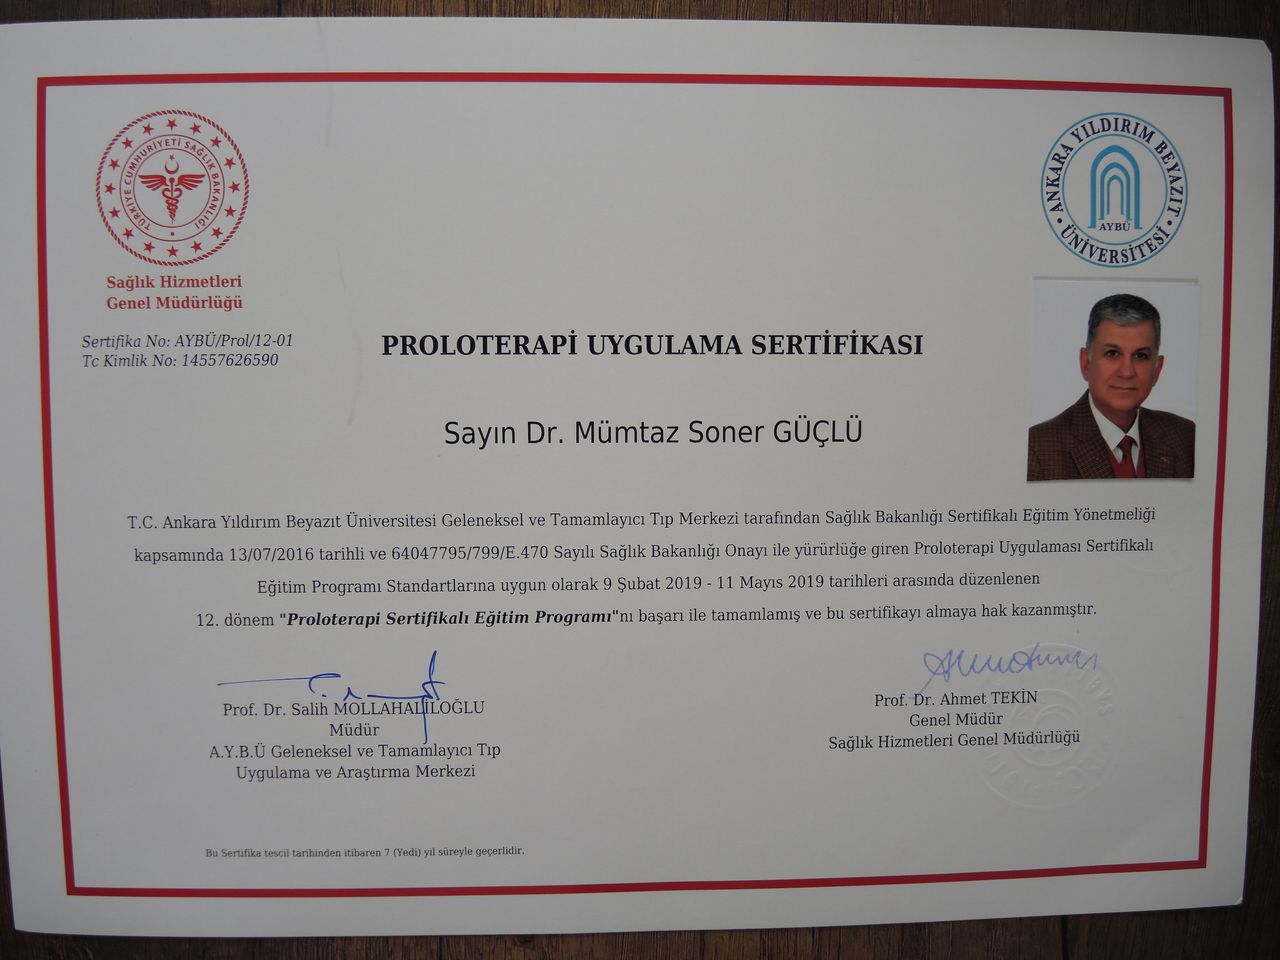 TÜRKİYE CUMHURİYETİ SAĞLIK BAKANLIĞI
Sağlık Hizmetleri
Genel Müdürlüğü
ANKARA YILDIRIM BEYAZIT • ÜNİVERSİTESİ •
AYBÜ
Sertifika No: AYBÜ/Prol/12-01
Tc Kimlik No: 14557626590
PROLOTERAPİ UYGULAMA SERTİFİKASI
Sayın Dr. Mümtaz Soner GÜÇLÜ
T.C. Ankara Yıldırım Beyazıt Üniversitesi Geleneksel ve Tamamlayıcı Tıp Merkezi tarafından Sağlık Bakanlığı Sertifikalı Eğitim Yönetmeliği
kapsamında 13/07/2016 tarihli ve 64047795/799/E.470 Sayılı Sağlık Bakanlığı Onayı ile yürürlüğe giren Proloterapi Uygulaması Sertifikalı
Eğitim Programı Standartlarına uygun olarak 9 Şubat 2019 - 11 Mayıs 2019 tarihleri arasında düzenlenen
12. dönem "Proloterapi Sertifikalı Eğitim Programı"nı başarı ile tamamlamış ve bu sertifikayı almaya hak kazanmıştır.
Prof. Dr. Salih MOLLAHALİLOĞLU
Müdür
A.Y.B.Ü Geleneksel ve Tamamlayıcı Tıp
Uygulama ve Araştırma Merkezi
Prof. Dr. Ahmet TEKİN
Genel Müdür
Sağlık Hizmetleri Genel Müdürlüğü
Bu Sertifika tescil tarihinden itibaren 7 (Yedi) yıl süreyle geçerlidir.